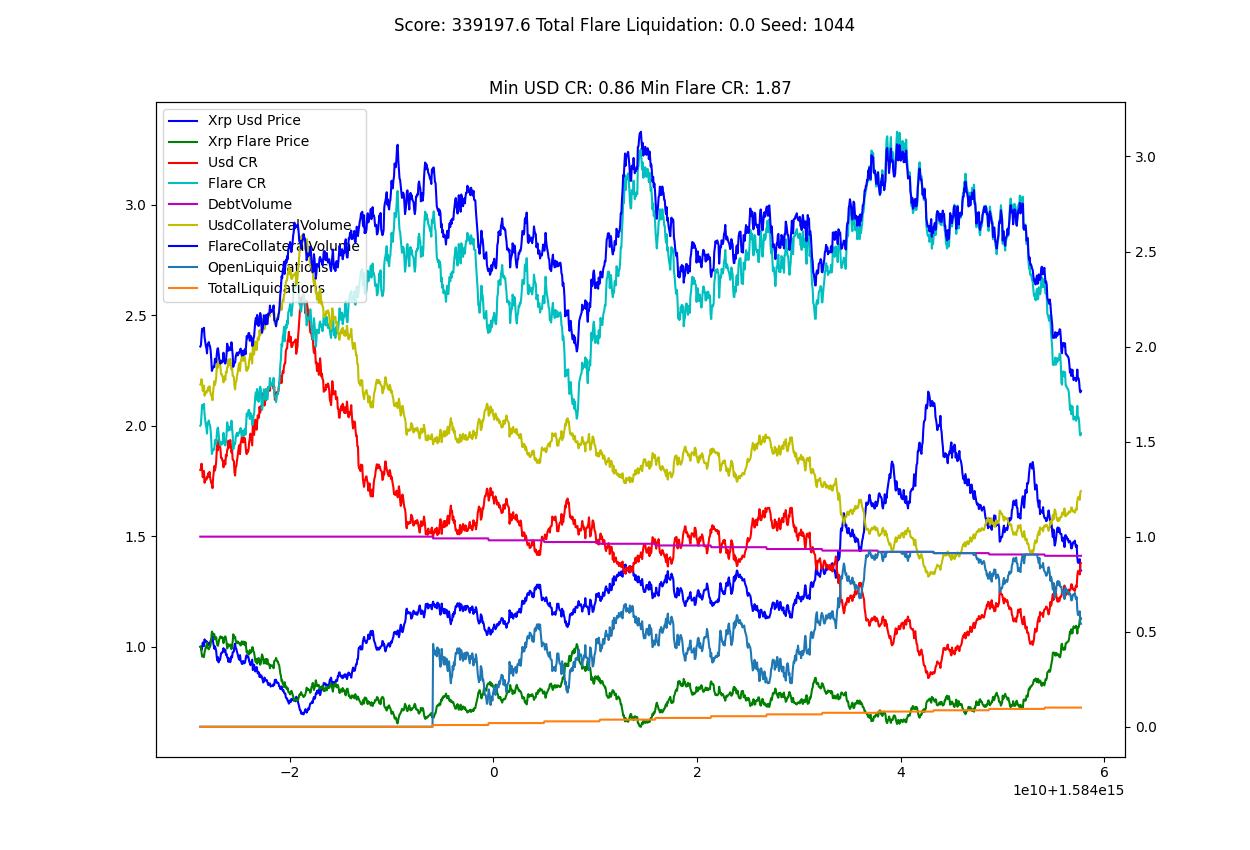 Score: 339197.6 Total Flare Liquidation: 0.0 Seed: 1044
Min USD CR: 0.86 Min Flare CR: 1.87
Xrp Usd Price
Xrp Flare Price
Usd CR
Flare CR
DebtVolume
UsdCollateralVolume
FlareCollateralVolume
OpenLiquidations
TotalLiquidations
3.0
2.5
2.0
1.5
1.0
3.0
2.5
2.0
1.5
1.0
0.5
0.0
−2
0
2
4
6
1e10+1.584e15